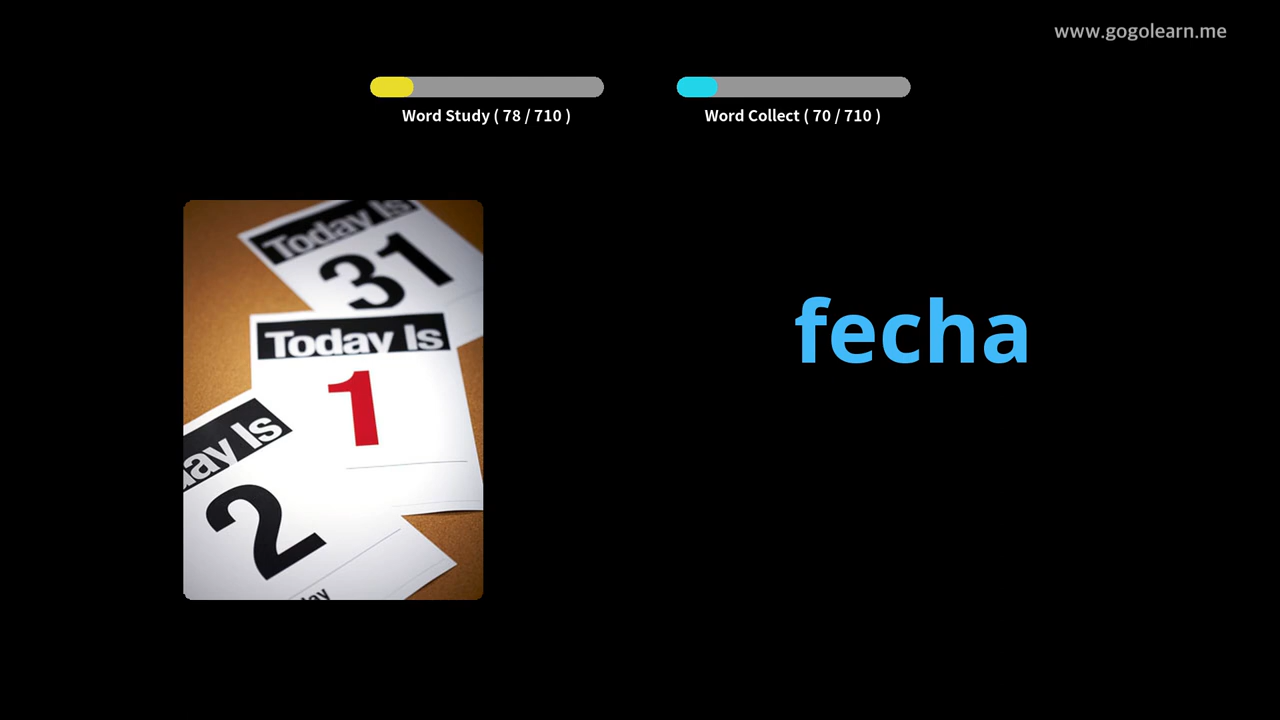 www.gogolearn.me
Word Study ( 78 / 710 )
Word Collect ( 70 / 710 )
Today Is
31
Today Is
1
ay Is
2
fecha